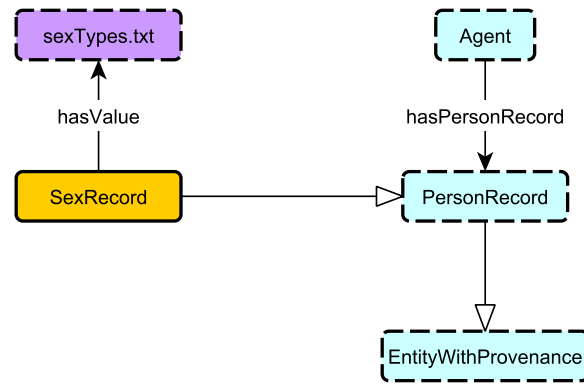 sexTypes.txt
Agent
hasValue
hasPersonRecord
SexRecord
PersonRecord
EntityWithProvenance